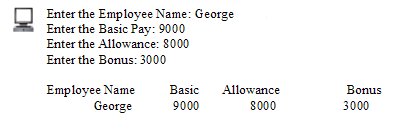 Enter the Employee Name: George
Enter the Basic Pay: 9000
Enter the Allowance: 8000
Enter the Bonus: 3000
Employee Name Basic Allowance Bonus
George 9000 8000 3000